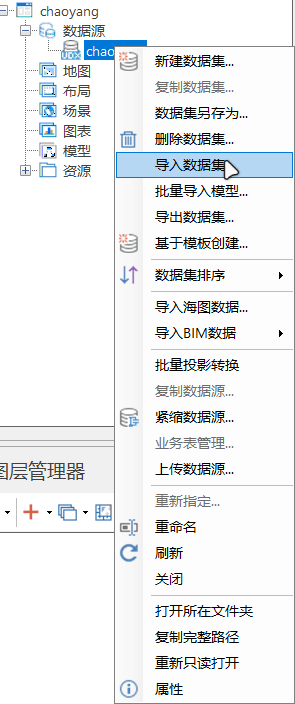 chaoyang
数据源
UDX
新建数据集...
复制数据集...
数据集另存为...
删除数据集...
导入数据集...
批量导入模型...
导出数据集...
基于模板创建...
数据集排序
导入海图数据...
导入BIM数据
批量投影转换
复制数据源...
紧缩数据源...
业务表管理...
上传数据源...
重新指定...
重命名
刷新
关闭
打开所在文件夹
复制完整路径
重新只读打开
属性
地图
布局
场景
图表
模型
资源
图层管理器